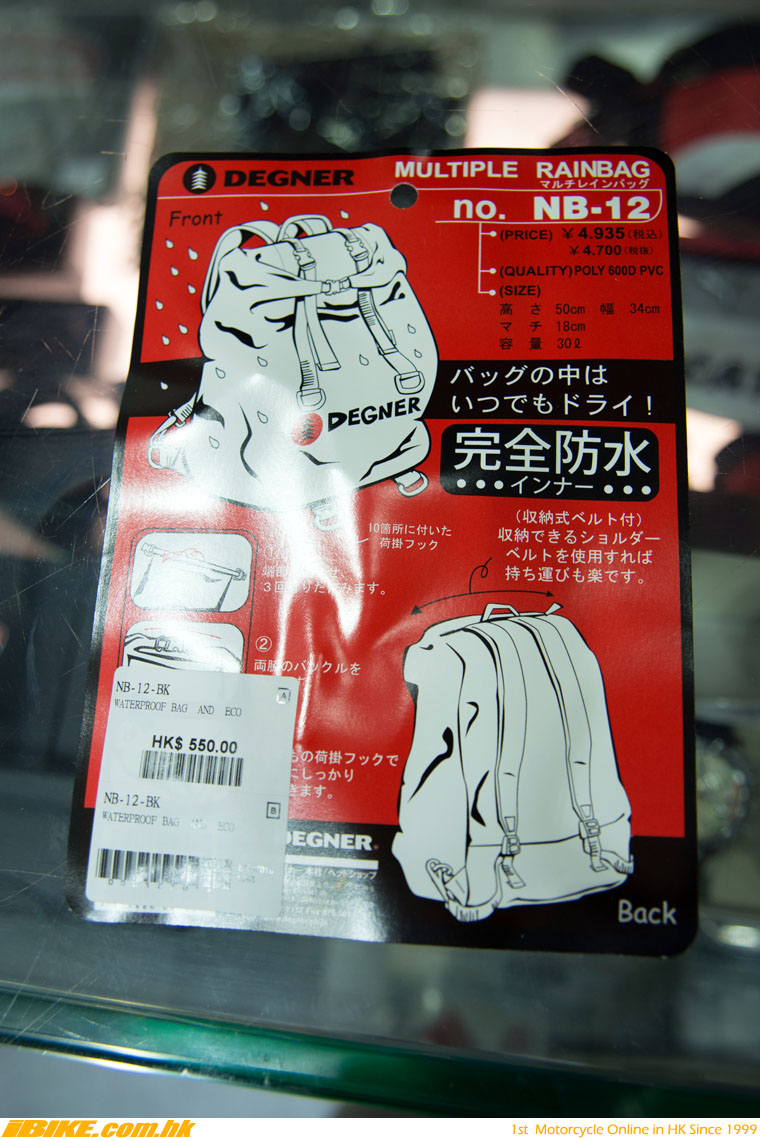 DEGNER
MULTIPLE RAINBAG
マルチレインバッグ
no. NB-12
Front
(PRICE) ¥4.935(税込)
¥4.700(税抜)
(QUALITY)POLY 600D PVC
(SIZE)
高さ 50cm 幅 34cm
マチ 18cm
容量 30ℓ
DEGNER
バッグの中は
いつでもドライ!
完全防水
•••インナー•••
10箇所に付いた
荷掛フック
(収納式ベルト付)
収納できるショルダー
ベルトを使用すれば
持ち運びも楽です。
①
3回
ます。
②
両脇のバックルを
の荷掛フックで
しっかり
ます。
NB-12-BK
A
WATERPROOF BAG AND ECO
HK$ 550.00
NB-12-BK
B
WATERPROOF BAG ECO
DEGNER
Back
iBIKE.com.hk
1st Motorcycle Online in HK Since 1999